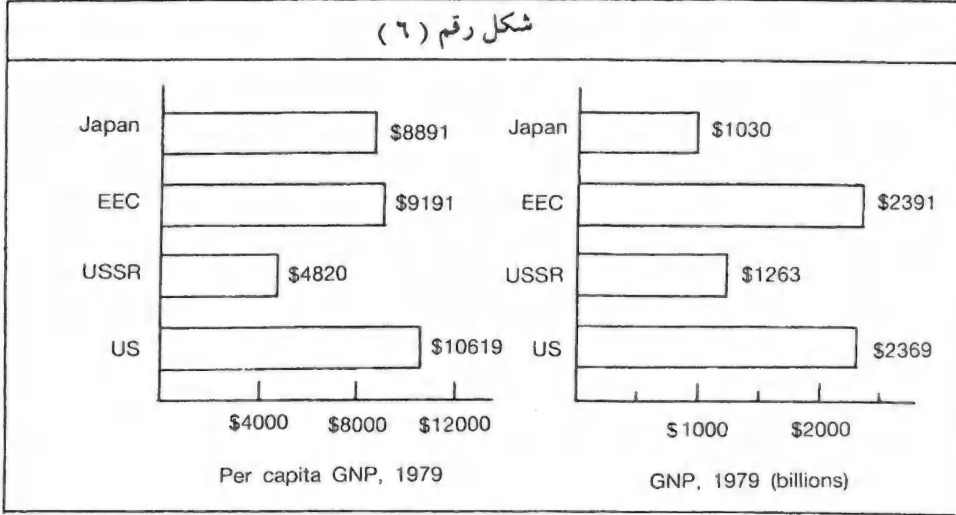 شكل رقم ( ٦ )
Japan $8891
EEC $9191
USSR $4820
US $10619
$4000 $8000 $12000
Per capita GNP, 1979
Japan $1030
EEC $2391
USSR $1263
US $2369
$1000 $2000
GNP, 1979 (billions)